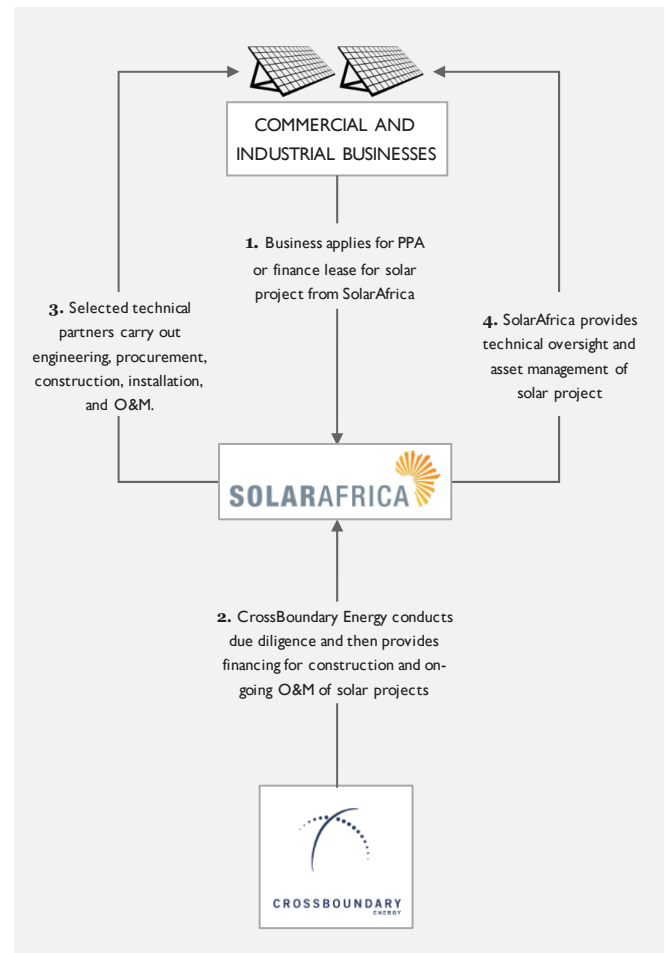 COMMERCIAL AND
INDUSTRIAL BUSINESSES
1. Business applies for PPA
or finance lease for solar
project from SolarAfrica
3. Selected technical
partners carry out
engineering, procurement,
construction, installation,
and O&M.
4. SolarAfrica provides
technical oversight and
asset management of
solar project
SOLARAFRICA
2. CrossBoundary Energy conducts
due diligence and then provides
financing for construction and on-
going O&M of solar projects
CROSSBOUNDARY
ENERGY